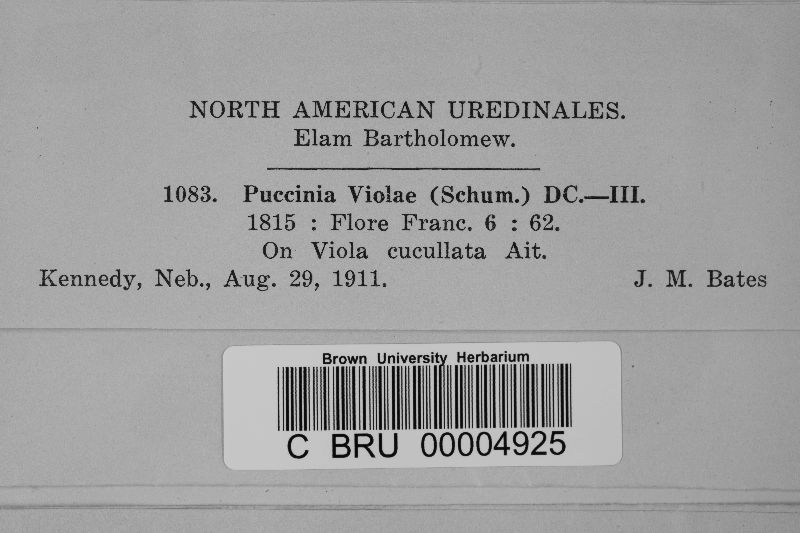 NORTH AMERICAN UREDINALES.
Elam Bartholomew.
1083. Puccinia Violae (Schum.) DC.—III.
1815 : Flore Franc. 6 : 62.
On Viola cucullata Ait.
Kennedy, Neb., Aug. 29, 1911. J. M. Bates
Brown University Herbarium
C BRU 00004925